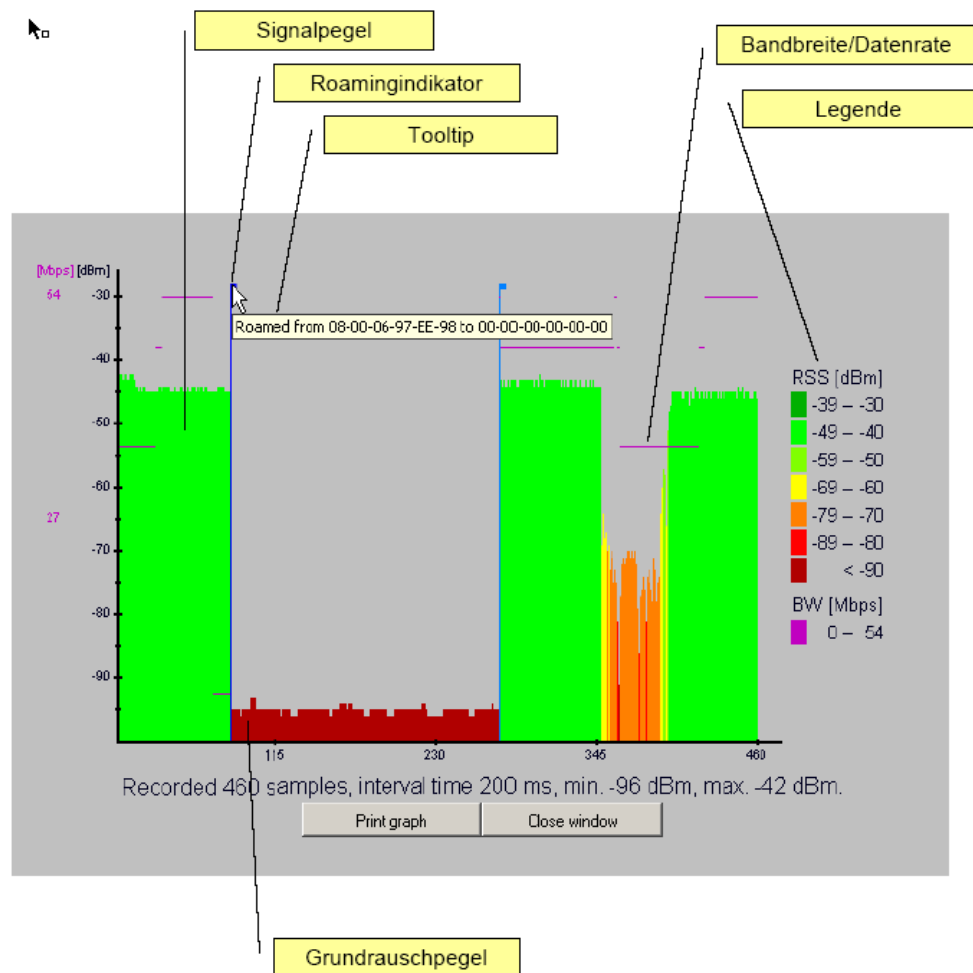 Signalpegel
Bandbreite/Datenrate
Roamingindikator
Legende
Tooltip
[Mbps] [dBm]
54
-30
Roamed from 08-00-06-97-EE-98 to 00-00-00-00-00-00
-40
-50
-60
27
-70
-80
-90
RSS [dBm]
-39 – -30
-49 – -40
-59 – -50
-69 – -60
-79 – -70
-89 – -80
< -90
BW [Mbps]
0 – 54
115
230
345
460
Recorded 460 samples, interval time 200 ms, min. -96 dBm, max. -42 dBm.
Print graph
Close window
Grundrauschpegel